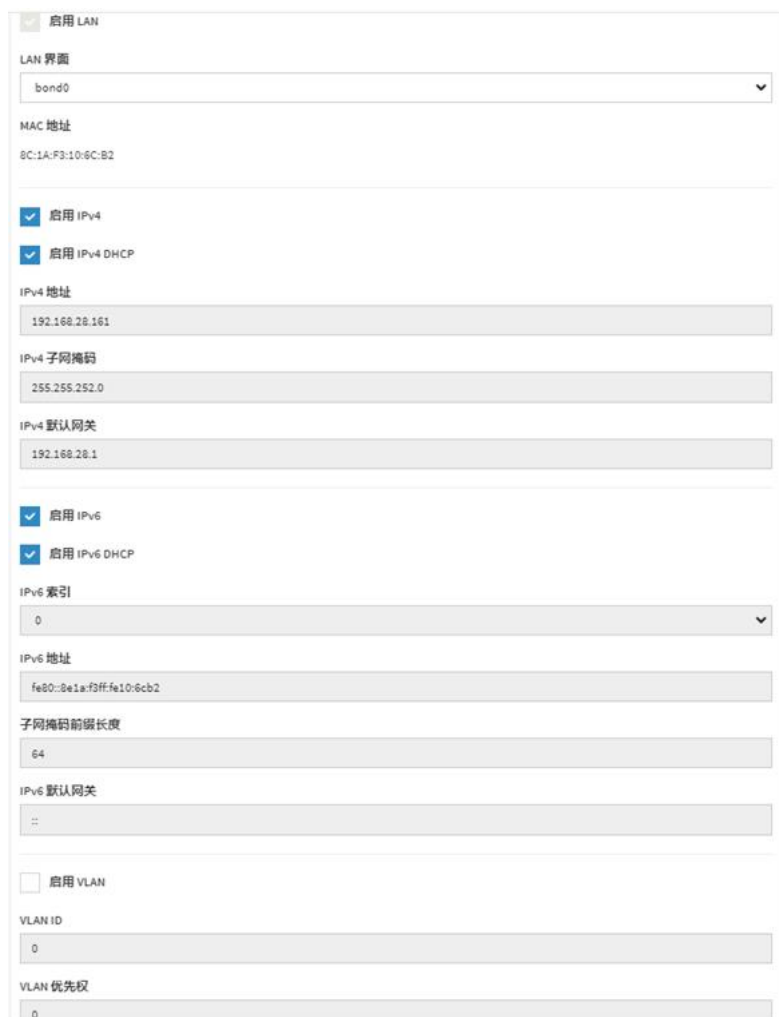 启用 LAN
LAN 界面
bond0
MAC 地址
8C:1A:F3:10:6C:B2
启用 IPv4
启用 IPv4 DHCP
IPv4 地址
192.168.28.161
IPv4 子网掩码
255.255.252.0
IPv4 默认网关
192.168.28.1
启用 IPv6
启用 IPv6 DHCP
IPv6 索引
0
IPv6 地址
fe80::8e1a:f3ff:fe10:6cb2
子网掩码前缀长度
64
IPv6 默认网关
::
启用 VLAN
VLAN ID
0
VLAN 优先权
0